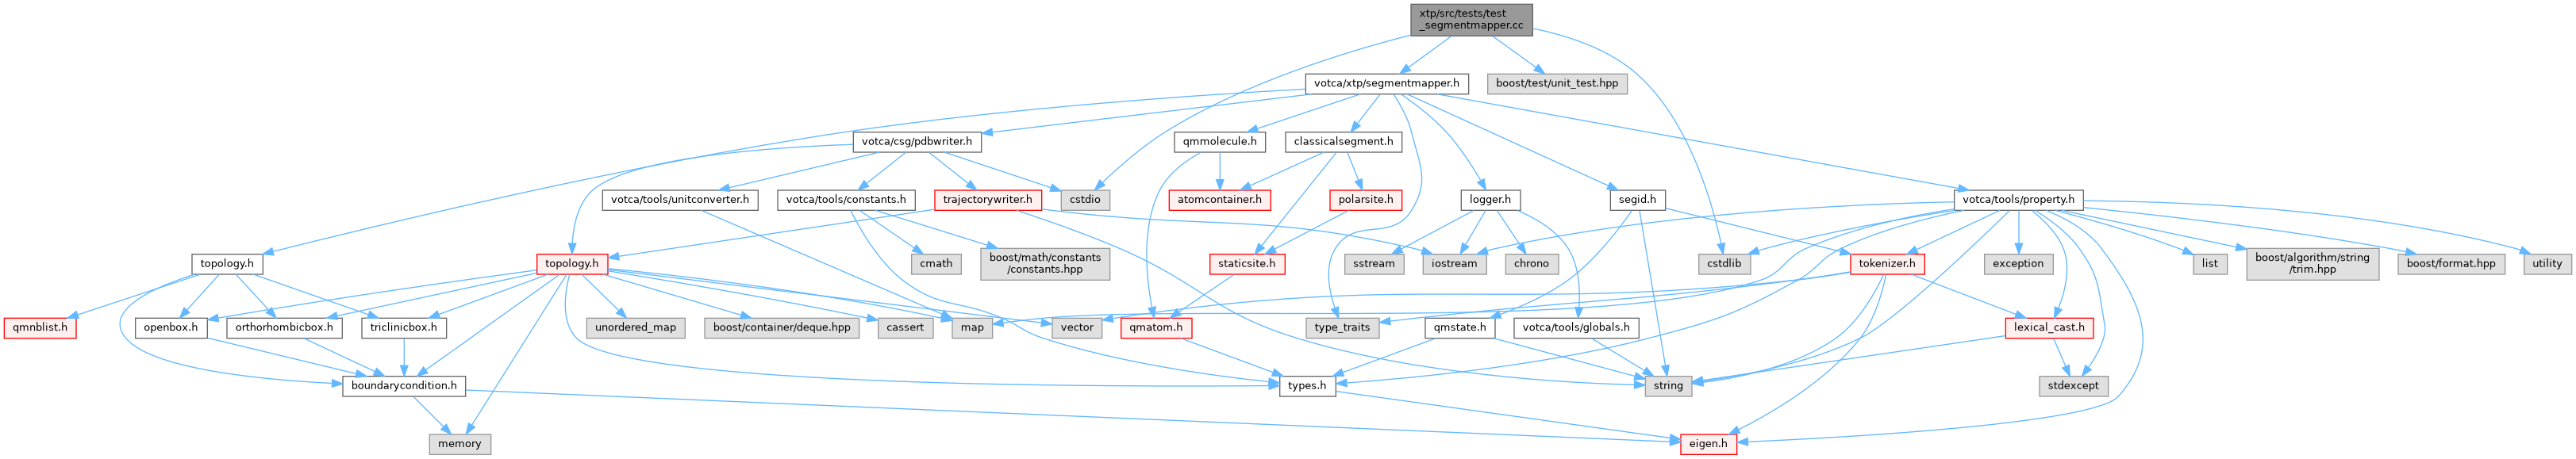 xtp/src/tests/test
_segmentmapper.cc
votca/xtp/segmentmapper.h
boost/test/unit_test.hpp
votca/csg/pdbwriter.h
qmmolecule.h
classicalsegment.h
votca/tools/unitconverter.h
votca/tools/constants.h
trajectorywriter.h
cstdio
atomcontainer.h
polarsite.h
logger.h
segid.h
votca/tools/property.h
topology.h
topology.h
cmath
boost/math/constants
/constants.hpp
staticsite.h
sstream
iostream
chrono
cstdlib
tokenizer.h
exception
list
boost/algorithm/string
/trim.hpp
boost/format.hpp
utility
qmnblist.h
openbox.h
orthorhombicbox.h
triclinicbox.h
unordered_map
boost/container/deque.hpp
cassert
map
vector
qmatom.h
type_traits
qmstate.h
votca/tools/globals.h
lexical_cast.h
boundarycondition.h
types.h
string
stdexcept
memory
eigen.h